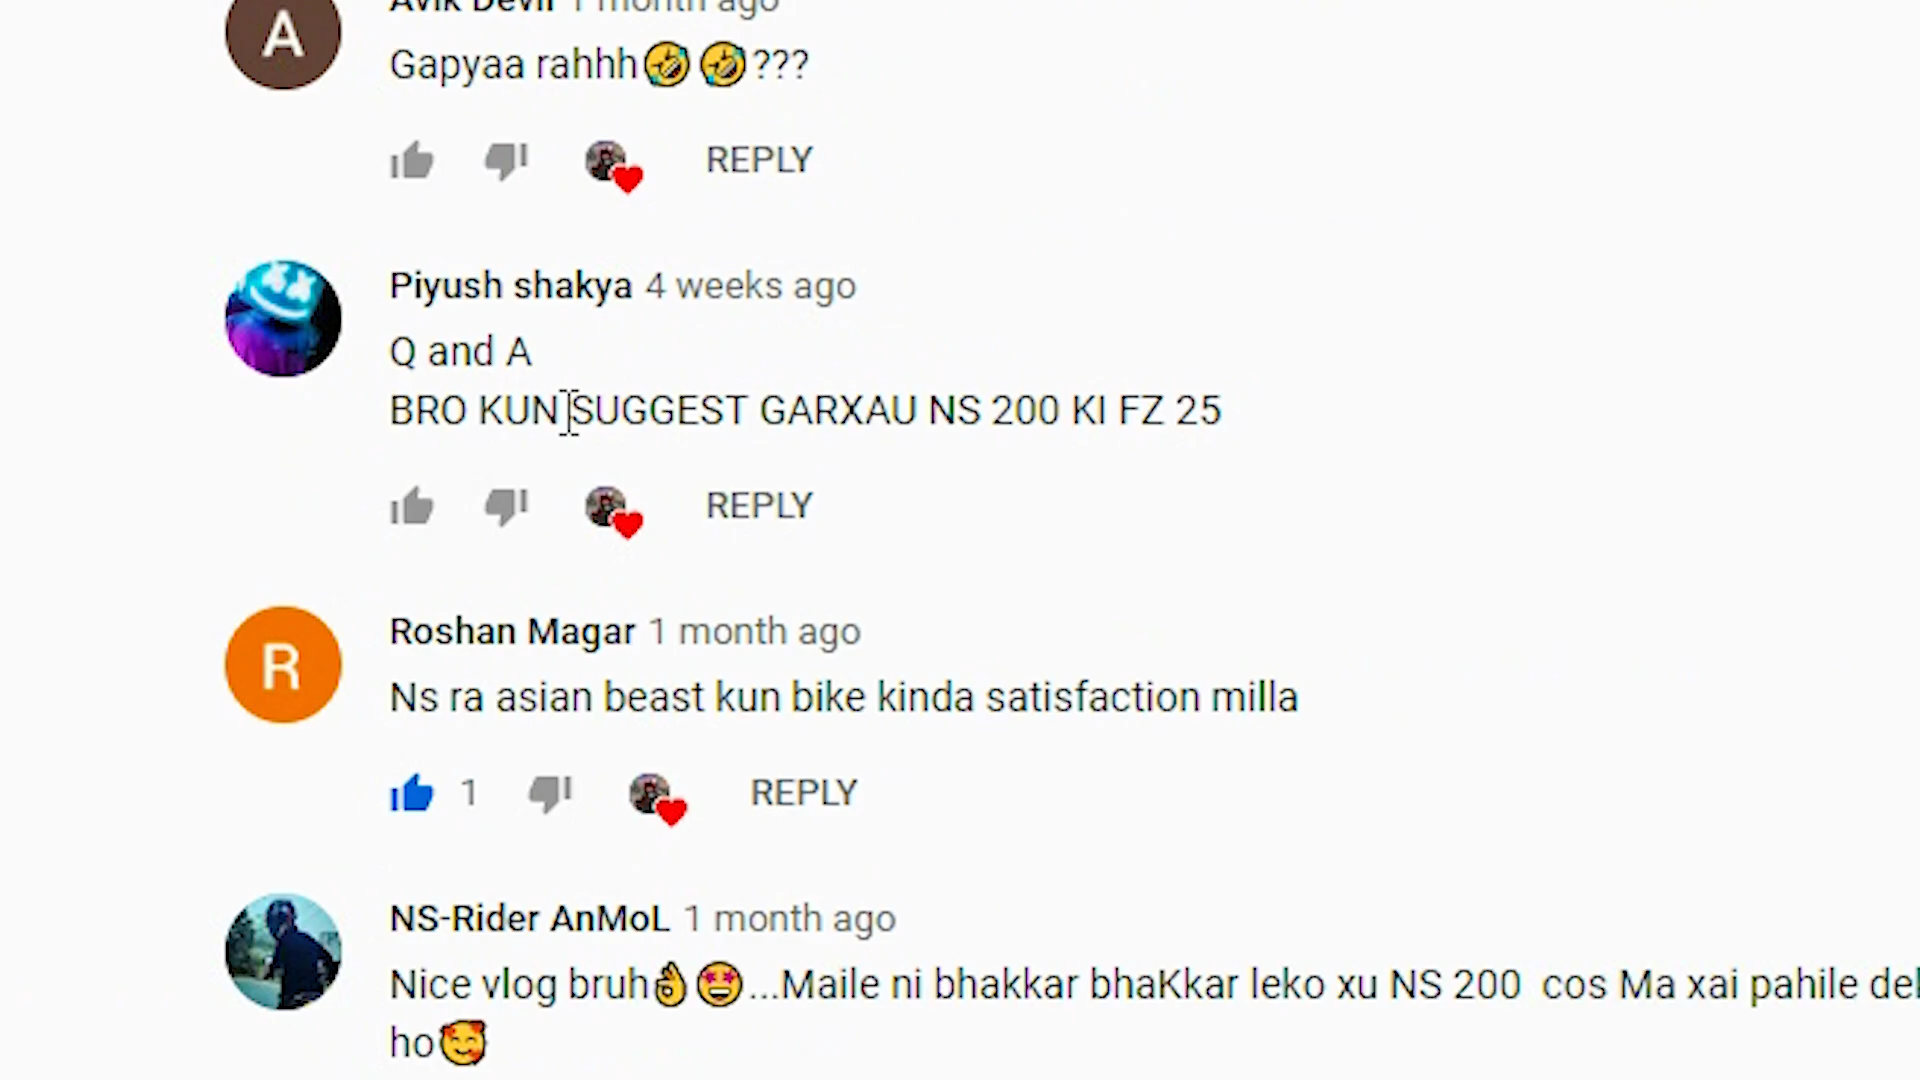 A
Avik Devil 1 month ago
Gapyaa rahhh🤣🤣???
REPLY
Piyush shakya 4 weeks ago
Q and A
BRO KUN SUGGEST GARXAU NS 200 KI FZ 25
REPLY
R
Roshan Magar 1 month ago
Ns ra asian beast kun bike kinda satisfaction milla
1 REPLY
NS-Rider AnMoL 1 month ago
Nice vlog bruh👌🤩...Maile ni bhakkar bhaKkar leko xu NS 200 cos Ma xai pahile
ho🥰